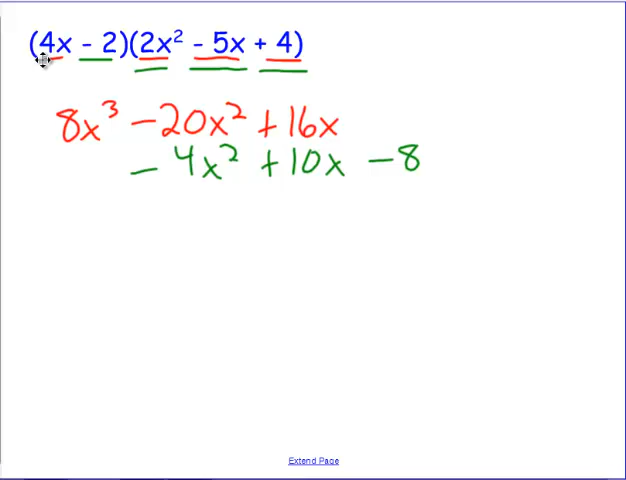 (4x - 2)(2x² - 5x + 4)
8x³ - 20x² + 16x
- 4x² + 10x - 8
Extend Page